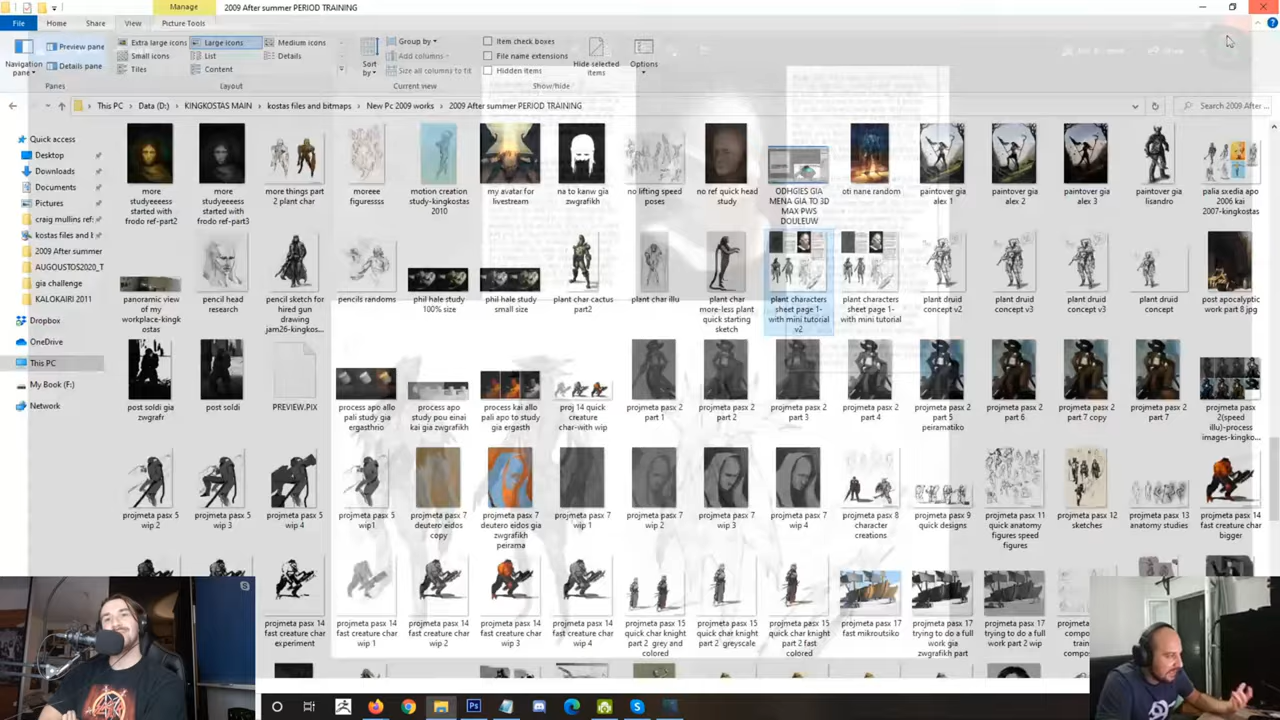 Manage
2009 After summer PERIOD TRAINING
File
Home
Share
View
Picture Tools
Navigation
pane
Preview pane
Details pane
Panes
Extra large icons
Large icons
Medium icons
Small icons
List
Details
Tiles
Content
Layout
Sort
by
Group by
Add columns
Size all columns to fit
Current view
Item check boxes
File name extensions
Hidden items
Show/hide
Hide selected
items
Options
This PC
Data (D:)
KINGKOSTAS MAIN
kostas files and bitmaps
New Pc 2009 works
2009 After summer PERIOD TRAINING
Search 2009 After ...
Quick access
Desktop
Downloads
Documents
Pictures
craig mullins ref:
kostas files and l
2009 After summer
AUGOUSTOS2020_T
gia challenge
KALOKAIRI 2011
Dropbox
OneDrive
This PC
My Book (F:)
Network
more
studyeeeess
started with
frodo ref-part2
more
studyeeeess
started with
frodo ref-part3
more things part
2 plant char
moreee
figuressss
motion creation
study-kingkostas
2010
my avatar for
livestream
na to kanw gia
zwgrafikh
no lifting speed
poses
no ref quick head
study
ODHGIES GIA
MENA GIA TO 3D
MAX PWS
DOULEUW
oti nane random
paintover gia
alex 1
paintover gia
alex 2
paintover gia
alex 3
paintover gia
lisandro
palia sxedia apo
2006 kai
2007-kingkostas
panoramic view
of my
workplace-kingk
ostas
pencil head
research
pencil sketch for
hired gun
drawing
jam26-kingkos...
pencils randoms
phil hale study
100% size
phil hale study
small size
plant char cactus
part2
plant char illu
plant char
more-less plant
quick starting
sketch
plant characters
sheet page 1-
with mini tutorial
v2
plant characters
sheet page 1-
with mini tutorial
plant druid
concept v2
plant druid
concept v3
plant druid
concept v3
plant druid
concept
post apocalyptic
work part 8 jpg
post soldi gia
zwgrafr
post soldi
PREVIEW.PIX
process apo allo
pali study gia
ergasthrio
process apo
study pou einai
kai gia zwgrafikh
process kai allo
pali apo to study
gia ergasth
proj 14 quick
creature
char-with wip
projmeta pasx 2
part 1
projmeta pasx 2
part 2
projmeta pasx 2
part 3
projmeta pasx 2
part 4
projmeta pasx 2
part 5
peiramatiko
projmeta pasx 2
part 6
projmeta pasx 2
part 7 copy
projmeta pasx 2
part 7
projmeta pasx
2(speed
illu)-process
images-kingko...
projmeta pasx 5
wip 2
projmeta pasx 5
wip 3
projmeta pasx 5
wip 4
projmeta pasx 5
wip1
projmeta pasx 7
deutero eidos
copy
projmeta pasx 7
deutero eidos gia
zwgrafikh
peirama
projmeta pasx 7
wip 1
projmeta pasx 7
wip 2
projmeta pasx 7
wip 3
projmeta pasx 7
wip 4
projmeta pasx 8
character
creations
projmeta pasx 9
quick designs
projmeta pasx 11
quick anatomy
figures speed
figures
projmeta pasx 12
sketches
projmeta pasx 13
anatomy studies
projmeta pasx 14
fast creature char
bigger
projmeta pasx 14
fast creature char
experiment
projmeta pasx 14
fast creature char
wip 1
projmeta pasx 14
fast creature char
wip 2
projmeta pasx 14
fast creature char
wip 3
projmeta pasx 14
fast creature char
wip 4
projmeta pasx 15
quick char knight
part 2 grey and
colored
projmeta pasx 15
quick char knight
part 2 greyscale
projmeta pasx 15
quick char knight
part 2 fast
colored
projmeta pasx 17
fast mikroutsiko
projmeta pasx 17
trying to do a full
work gia
zwgrafikh part
projmeta pasx 17
trying to do a full
work part 2 wip